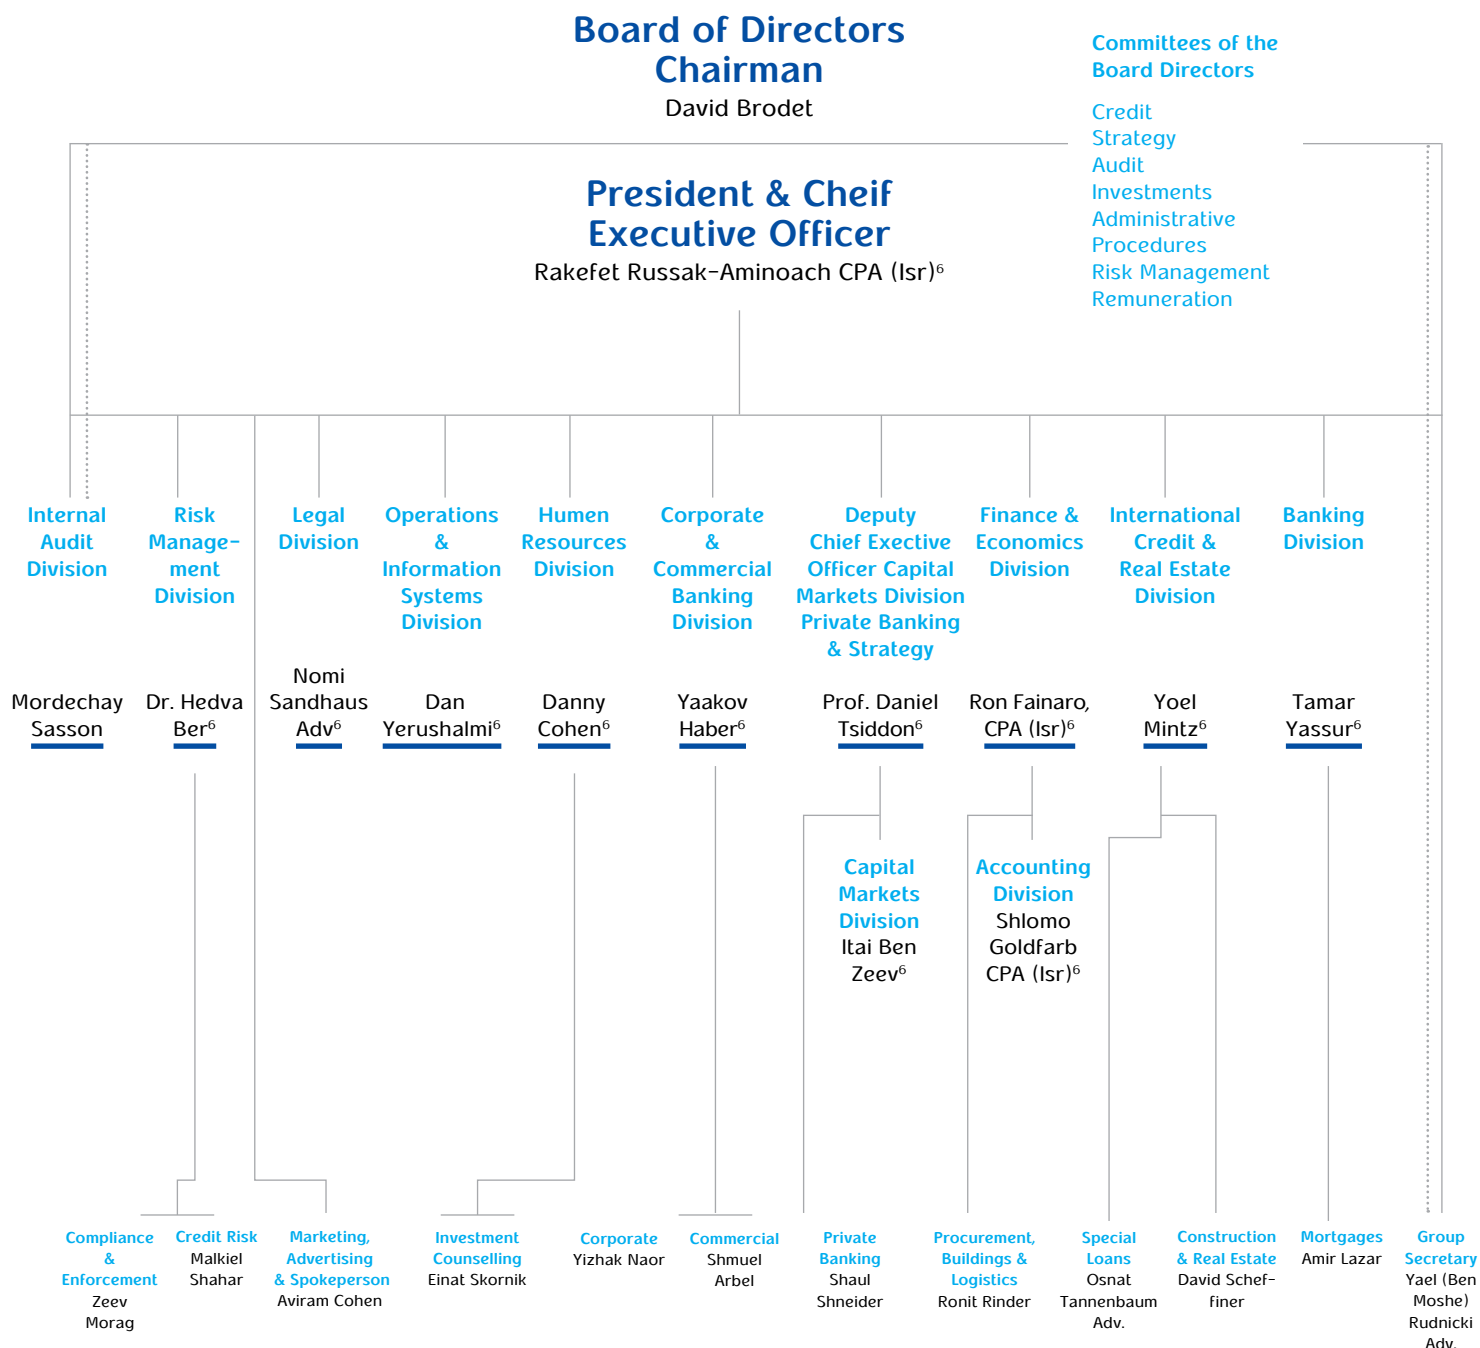 Board of Directors
Chairman
David Brodet
Committees of the
Board Directors
Credit
Strategy
Audit
Investments
Administrative
Procedures
Risk Management
Remuneration
President & Cheif
Executive Officer
Rakefet Russak-Aminoach CPA (Isr)⁶
Internal
Audit
Division
Mordechay
Sasson
Risk
Manage-
ment
Division
Dr. Hedva
Ber⁶
Legal
Division
Nomi
Sandhaus
Adv⁶
Operations
&
Information
Systems
Division
Dan
Yerushalmi⁶
Humen
Resources
Division
Danny
Cohen⁶
Corporate
&
Commercial
Banking
Division
Yaakov
Haber⁶
Deputy
Chief Exective
Officer Capital
Markets Division
Private Banking
& Strategy
Prof. Daniel
Tsiddon⁶
Finance &
Economics
Division
Ron Fainaro,
CPA (Isr)⁶
International
Credit &
Real Estate
Division
Yoel
Mintz⁶
Banking
Division
Tamar
Yassur⁶
Capital
Markets
Division
Itai Ben
Zeev⁶
Accounting
Division
Shlomo
Goldfarb
CPA (Isr)⁶
Compliance
&
Enforcement
Zeev
Morag
Credit Risk
Malkiel
Shahar
Marketing,
Advertising
& Spokeperson
Aviram Cohen
Investment
Counselling
Einat Skornik
Corporate
Yizhak Naor
Commercial
Shmuel
Arbel
Private
Banking
Shaul
Shneider
Procurement,
Buildings &
Logistics
Ronit Rinder
Special
Loans
Osnat
Tannenbaum
Adv.
Construction
& Real Estate
David Schef-
finer
Mortgages
Amir Lazar
Group
Secretary
Yael (Ben
Moshe)
Rudnicki
Adv.